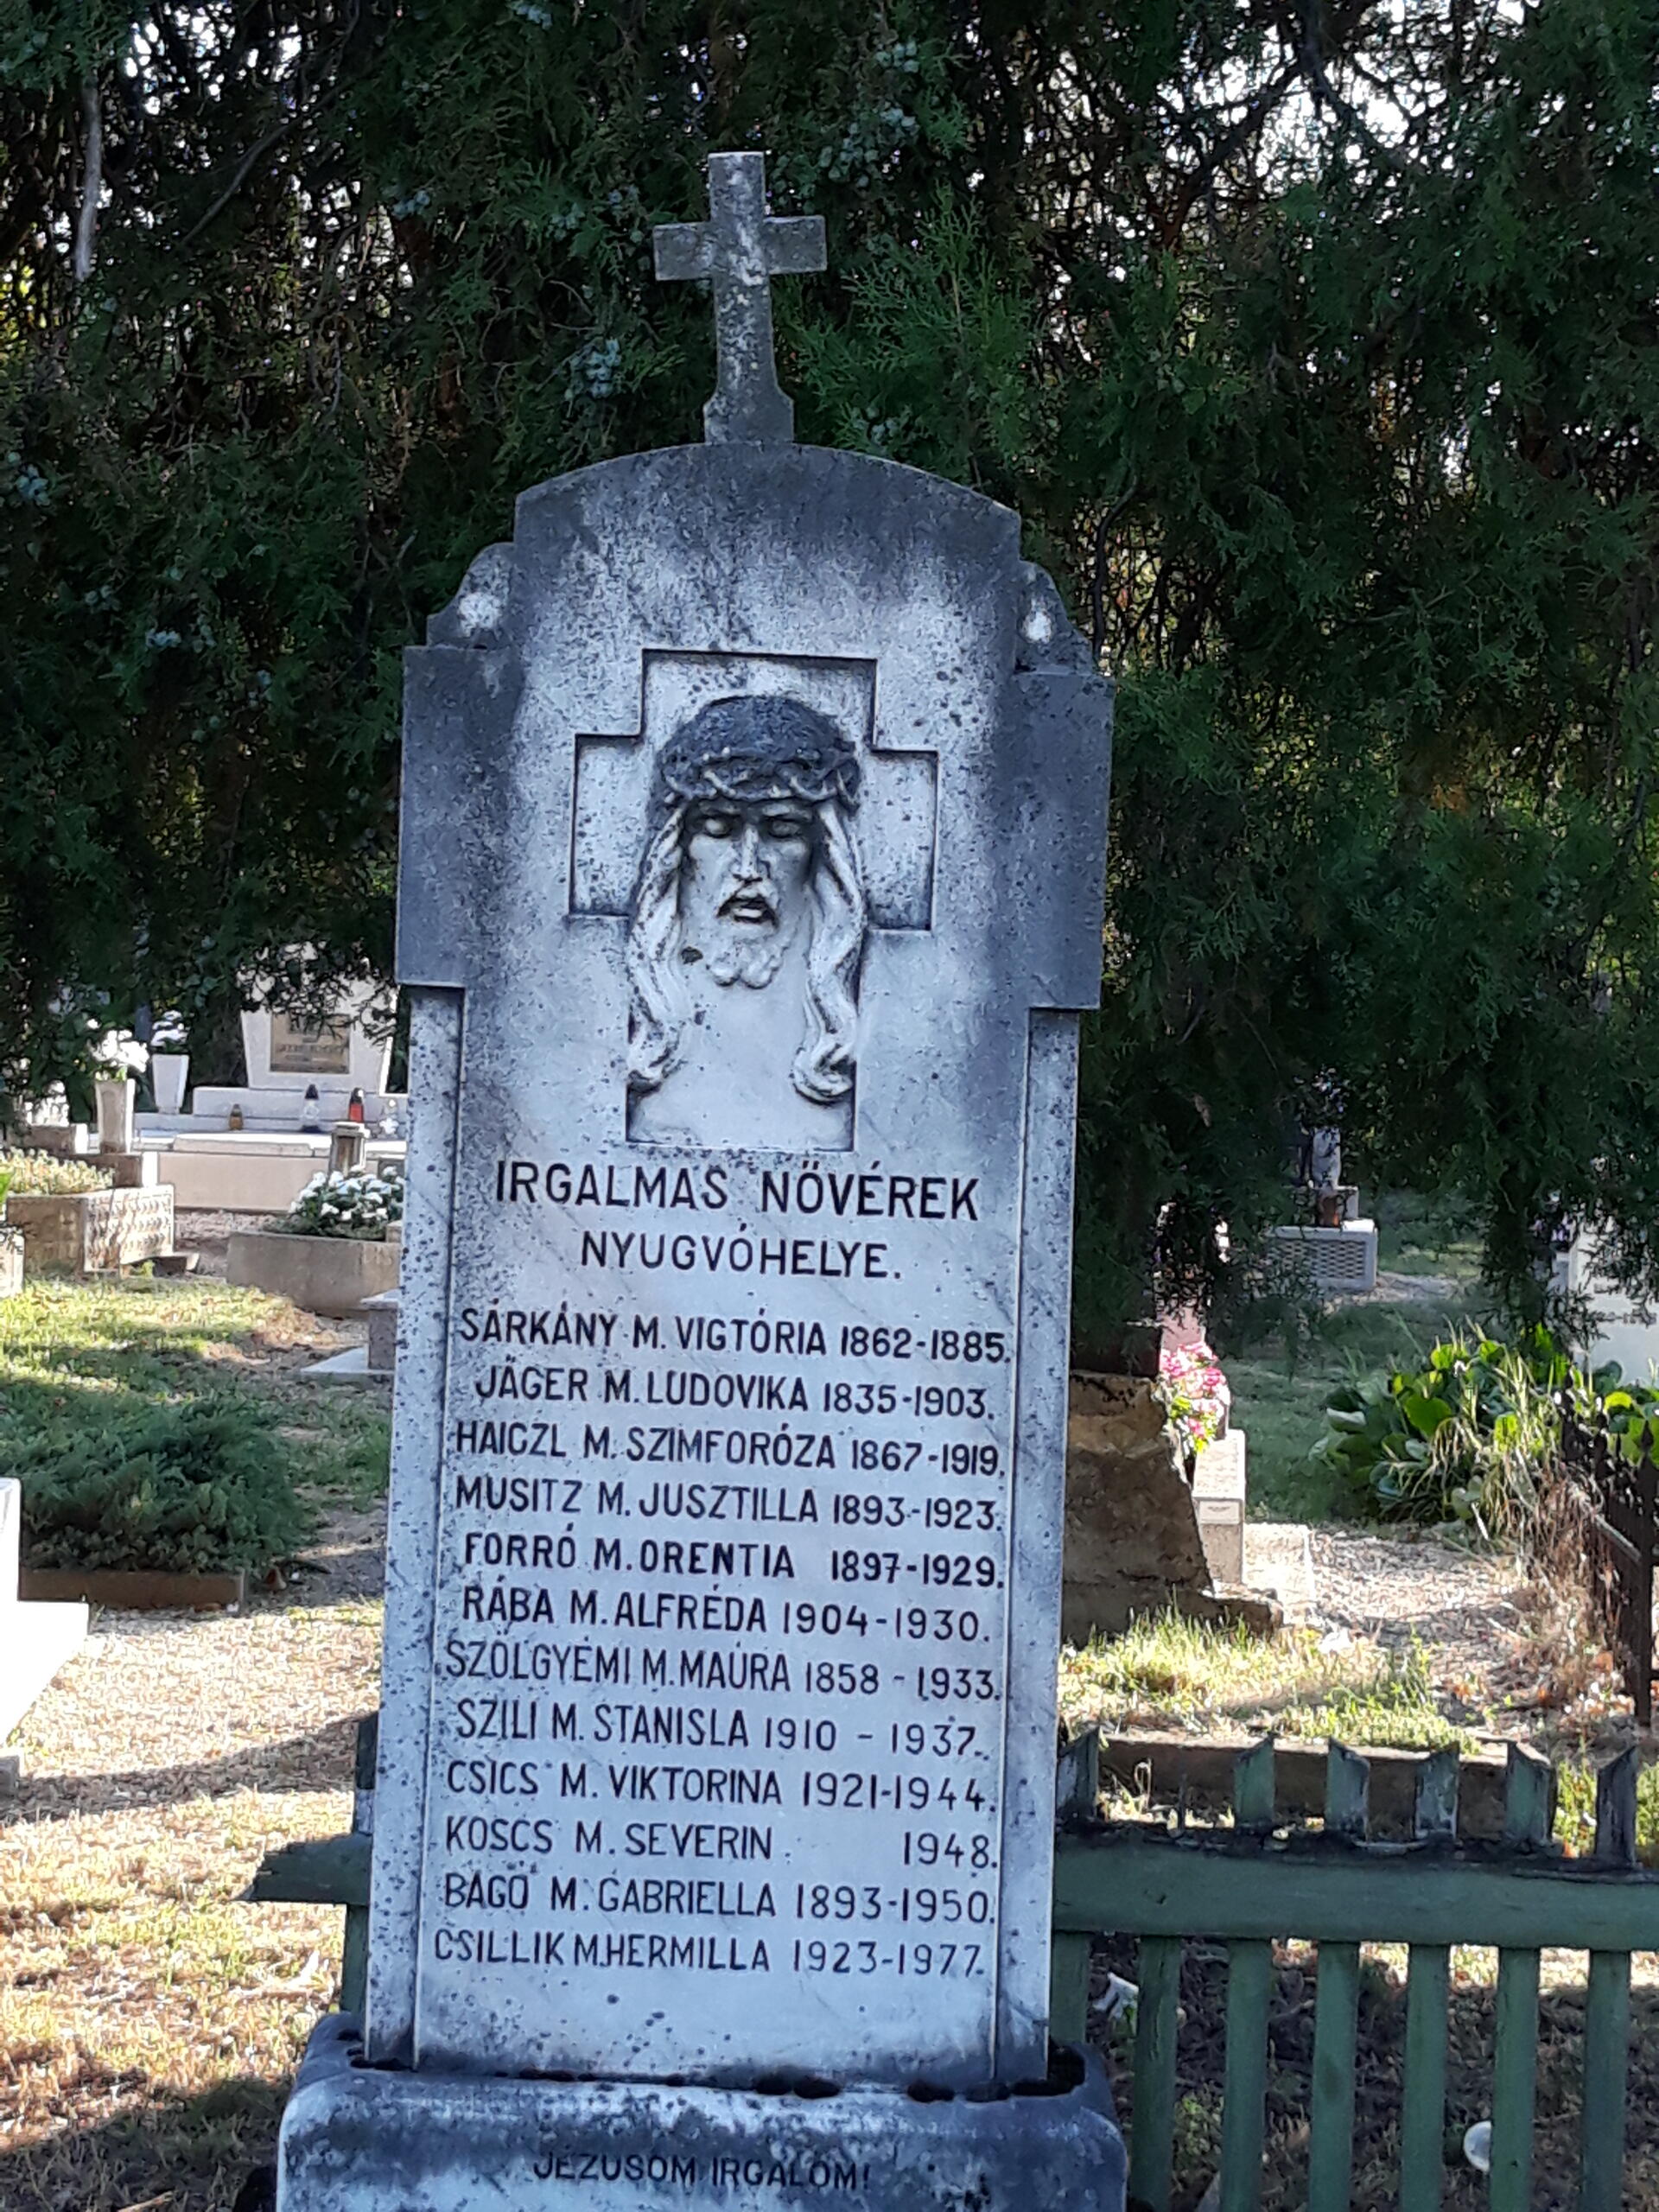 IRGALMAS NŐVÉREK
NYUGVÓHELYE.
SÁRKÁNY M. VIGTÓRIA 1862-1885.
JÄGER M. LUDOVIKA 1835-1903.
HAICZL M. SZIMFORÓZA 1867-1919.
MUSITZ M. JUSZTILLA 1893-1923.
FORRÓ M. ORENTIA 1897-1929.
RÁBA M. ALFRÉDA 1904-1930.
SZÖLGYÉMI M. MAURA 1858-1933.
SZILI M. STANISLA 1910-1937.
CSICS M. VIKTORINA 1921-1944.
KOSCS M. SEVERIN 1948.
BAGÓ M. GABRIELLA 1893-1950.
CSILLIK M. HERMILLA 1923-1977.
JÉZUSOM IRGALOM!